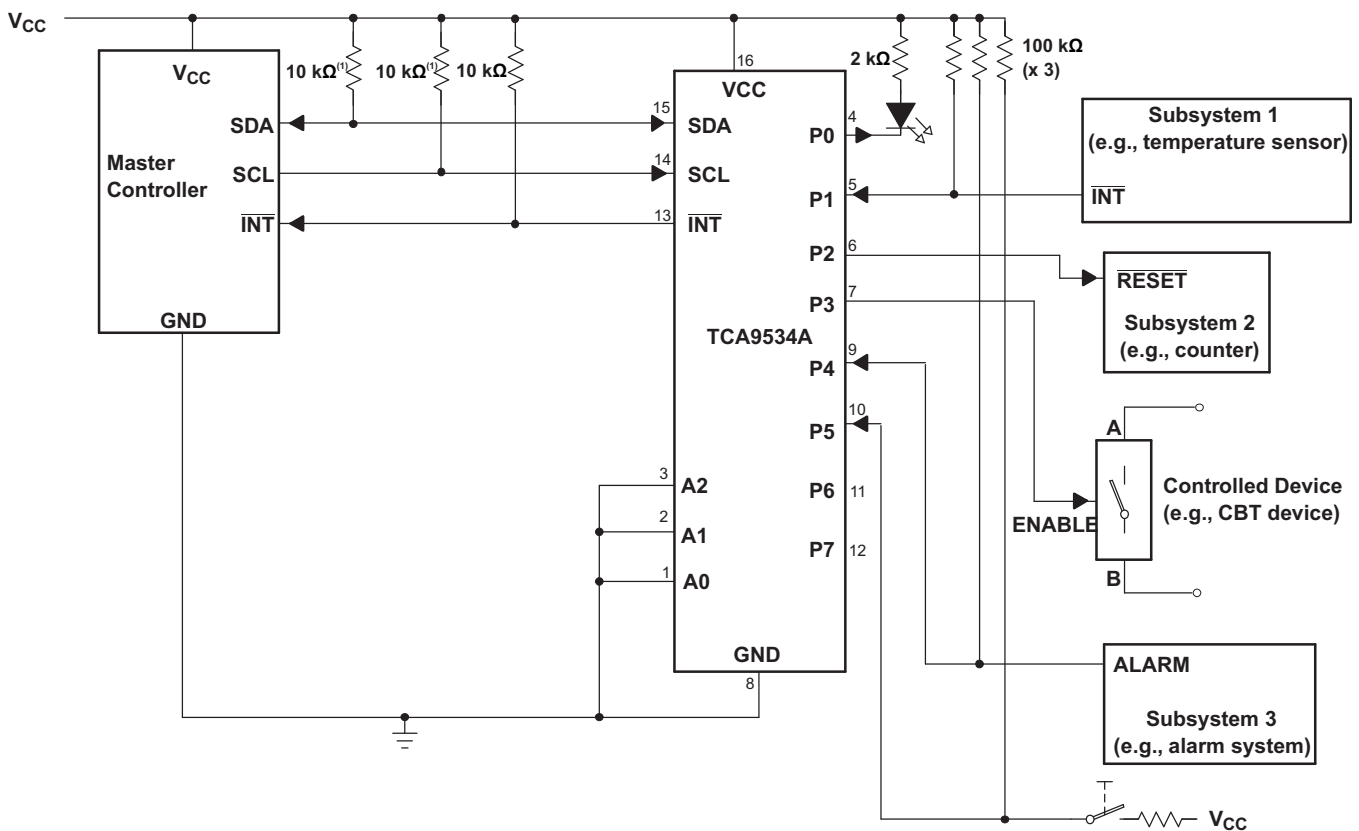 V_CC
V_CC
10 kΩ(1)
10 kΩ(1)
10 kΩ
2 kΩ
100 kΩ
(x 3)
Master
Controller
SDA
SCL
INT
GND
16
VCC
15
SDA
14
SCL
13
INT
TCA9534A
3
A2
2
A1
1
A0
GND
8
4
P0
5
P1
6
P2
7
P3
9
P4
10
P5
P6
11
P7
12
Subsystem 1
(e.g., temperature sensor)
INT
RESET
Subsystem 2
(e.g., counter)
A
ENABLE
B
Controlled Device
(e.g., CBT device)
ALARM
Subsystem 3
(e.g., alarm system)
V_CC